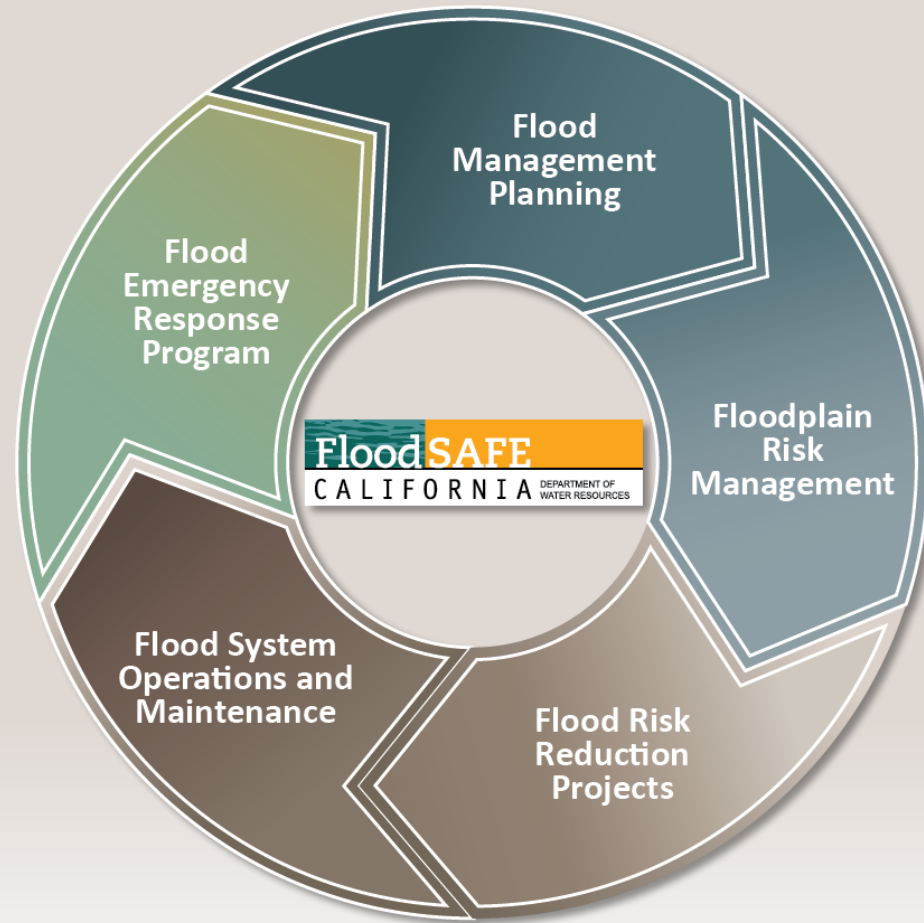 Flood
Management
Planning
Floodplain
Risk
Management
Flood Risk
Reduction
Projects
Flood System
Operations and
Maintenance
Flood
Emergency
Response
Program
FloodSAFE
CALIFORNIA DEPARTMENT OF
WATER RESOURCES